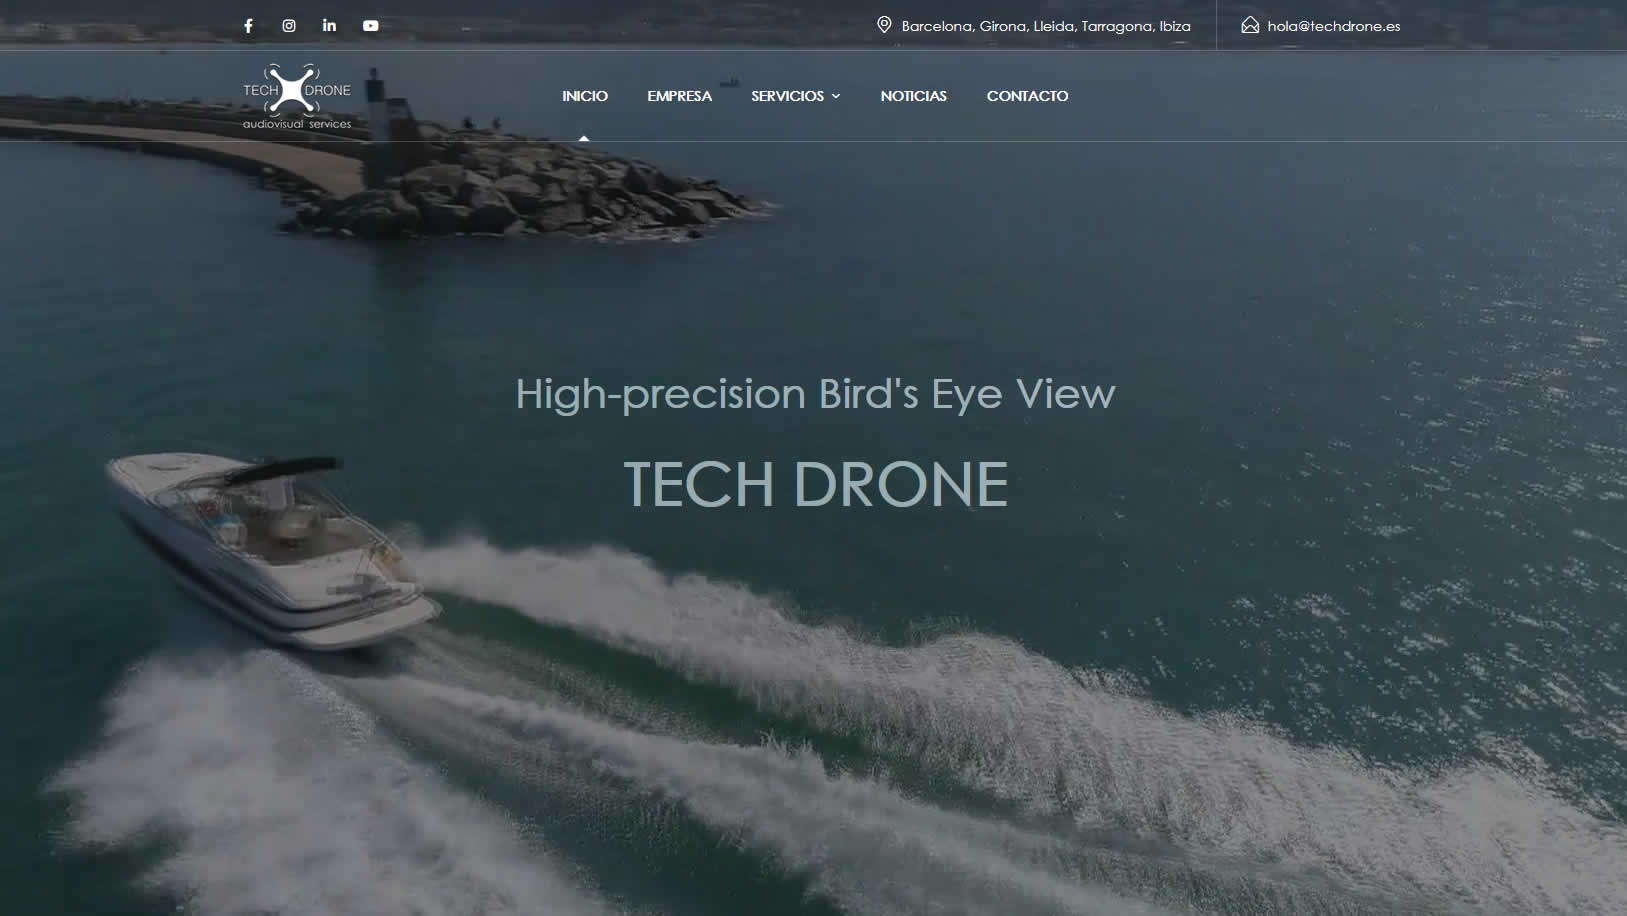 Barcelona, Girona, Lleida, Tarragona, Ibiza
hola@techdrone.es
TECH DRONE
audiovisual services
INICIO
EMPRESA
SERVICIOS
NOTICIAS
CONTACTO
High-precision Bird's Eye View
TECH DRONE